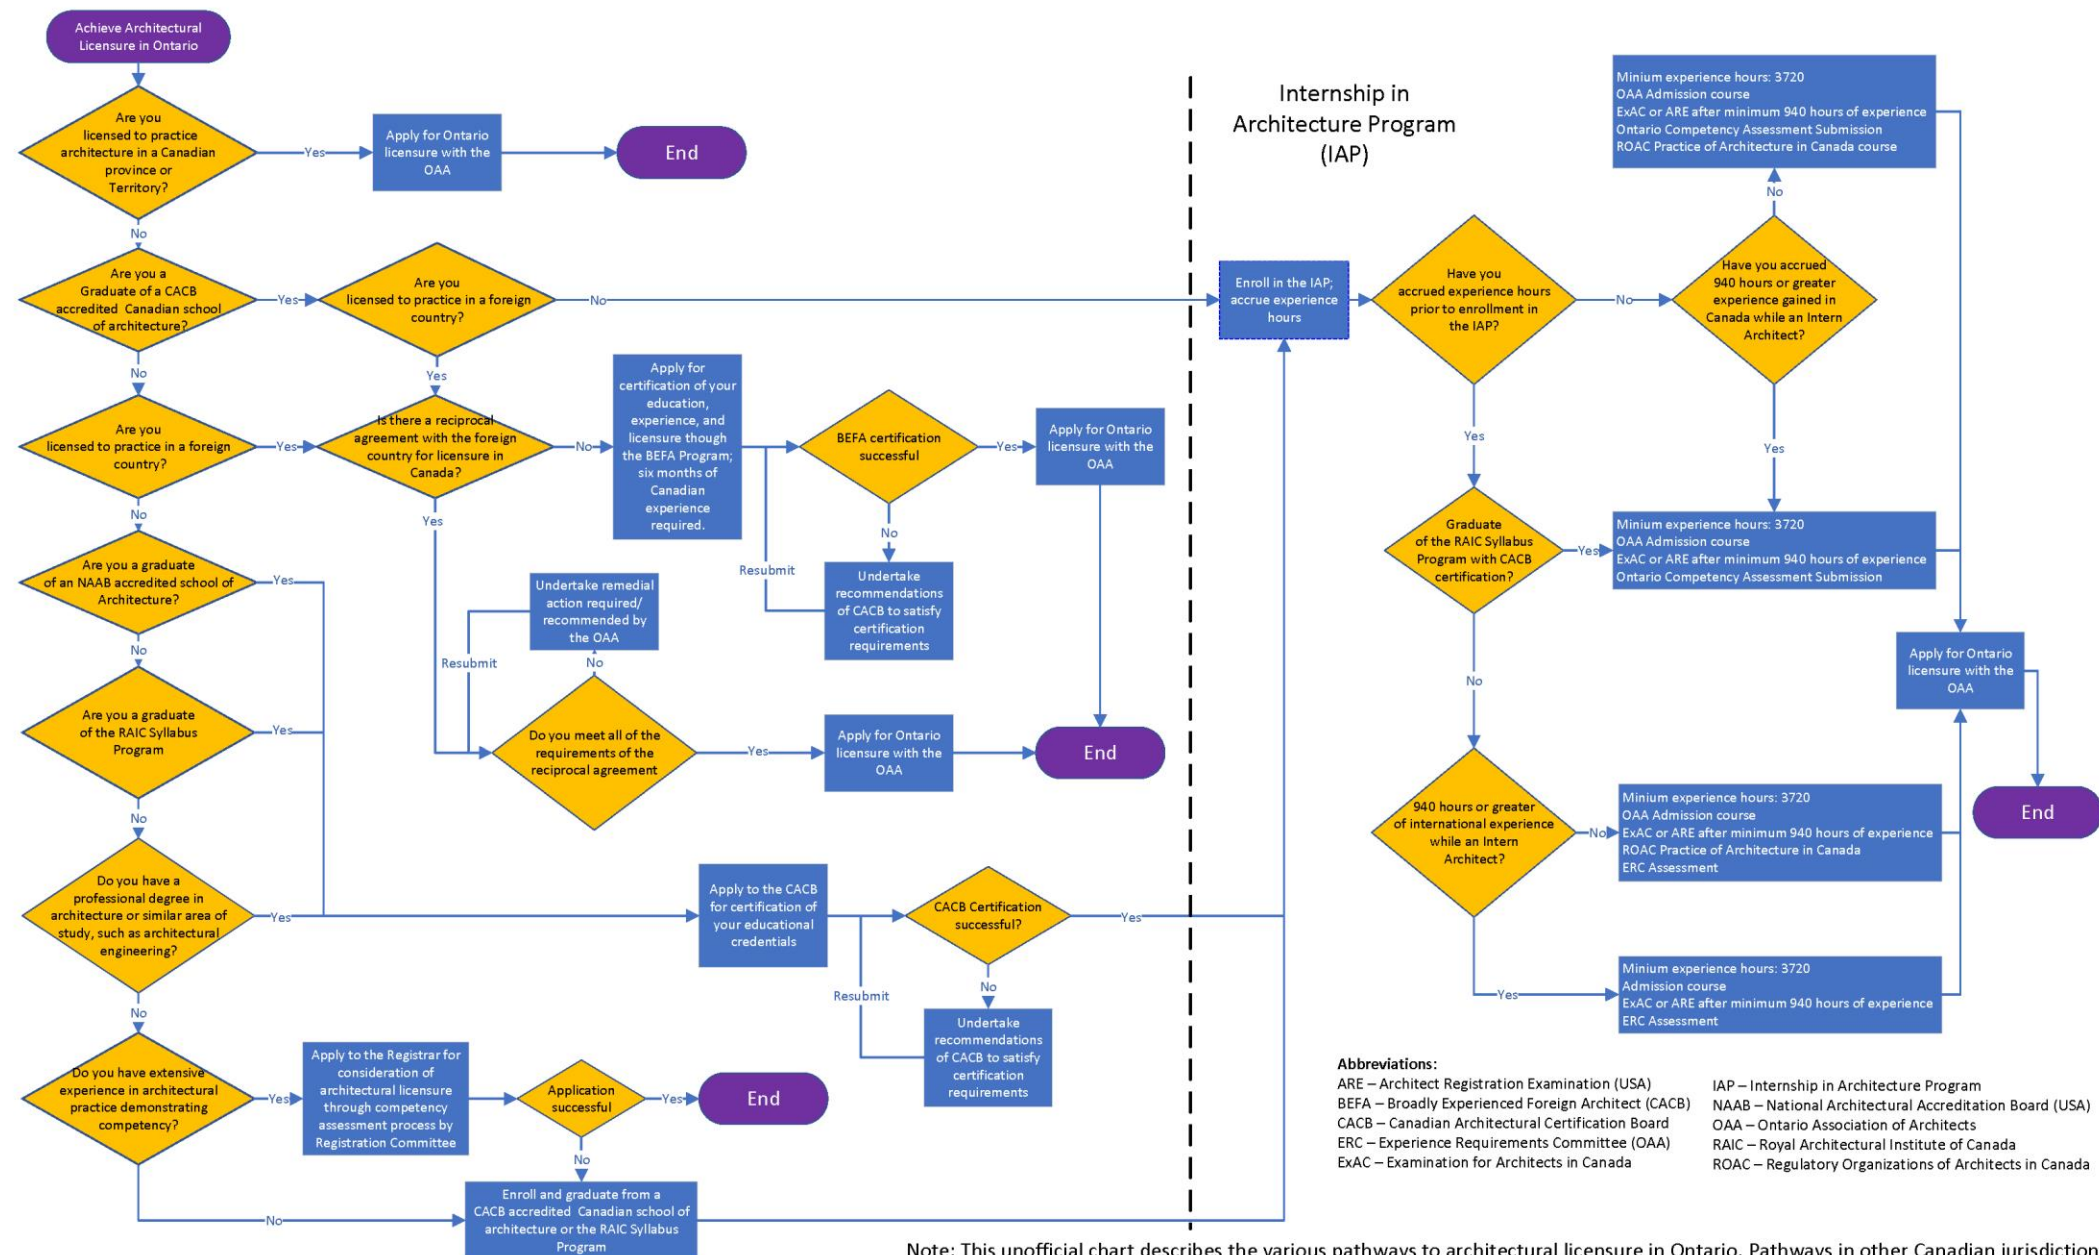 Achieve Architectural
Licensure in Ontario
Are you
licensed to practice
architecture in a Canadian
province or
Territory?
Yes
Apply for Ontario
licensure with the
OAA
End
No
Are you a
Graduate of a CACB
accredited Canadian school
of architecture?
Yes
Are you
licensed to practice in a foreign
country?
No
No
Yes
Are you
licensed to practice in a foreign
country?
Yes
Is there a reciprocal
agreement with the foreign
country for licensure in
Canada?
No
Apply for
certification of your
education,
experience, and
licensure though
the BEFA Program;
six months of
Canadian
experience
required.
BEFA certification
successful
Yes
Apply for Ontario
licensure with the
OAA
No
Resubmit
Undertake
recommendations
of CACB to satisfy
certification
requirements
No
Yes
Are you a graduate
of an NAAB accredited school of
Architecture?
Yes
Undertake remedial
action required/
recommended by
the OAA
Resubmit
No
Do you meet all of the
requirements of the
reciprocal agreement
Yes
Apply for Ontario
licensure with the
OAA
End
No
Are you a graduate
of the RAIC Syllabus
Program
Yes
No
Do you have a
professional degree in
architecture or similar area of
study, such as architectural
engineering?
Yes
Apply to the CACB
for certification of
your educational
credentials
CACB Certification
successful?
Yes
No
Resubmit
Undertake
recommendations
of CACB to satisfy
certification
requirements
No
Do you have extensive
experience in architectural
practice demonstrating
competency?
Yes
Apply to the Registrar for
consideration of
architectural licensure
through competency
assessment process by
Registration Committee
Application
successful
Yes
End
No
No
Enroll and graduate from a
CACB accredited Canadian school of
architecture or the RAIC Syllabus
Program
Internship in
Architecture Program
(IAP)
Enroll in the IAP;
accrue experience
hours
Have you
accrued experience hours
prior to enrollment in
the IAP?
No
Have you accrued
940 hours or greater
experience gained in
Canada while an Intern
Architect?
No
Minium experience hours: 3720
OAA Admission course
ExAC or ARE after minimum 940 hours of experience
Ontario Competency Assessment Submission
ROAC Practice of Architecture in Canada course
Yes
Yes
Graduate
of the RAIC Syllabus
Program with CACB
certification?
Yes
Minium experience hours: 3720
OAA Admission course
ExAC or ARE after minimum 940 hours of experience
Ontario Competency Assessment Submission
No
Apply for Ontario
licensure with the
OAA
End
940 hours or greater
of international experience
while an Intern
Architect?
No
Minium experience hours: 3720
OAA Admission course
ExAC or ARE after minimum 940 hours of experience
ROAC Practice of Architecture in Canada
ERC Assessment
Yes
Minium experience hours: 3720
Admission course
ExAC or ARE after minimum 940 hours of experience
ERC Assessment
Abbreviations:
ARE – Architect Registration Examination (USA)
BEFA – Broadly Experienced Foreign Architect (CACB)
CACB – Canadian Architectural Certification Board
ERC – Experience Requirements Committee (OAA)
ExAC – Examination for Architects in Canada
IAP – Internship in Architecture Program
NAAB – National Architectural Accreditation Board (USA)
OAA – Ontario Association of Architects
RAIC – Royal Architectural Institute of Canada
ROAC – Regulatory Organizations of Architects in Canada
Note: This unofficial chart describes the various pathways to architectural licensure in Ontario. Pathways in other Canadian jurisdiction